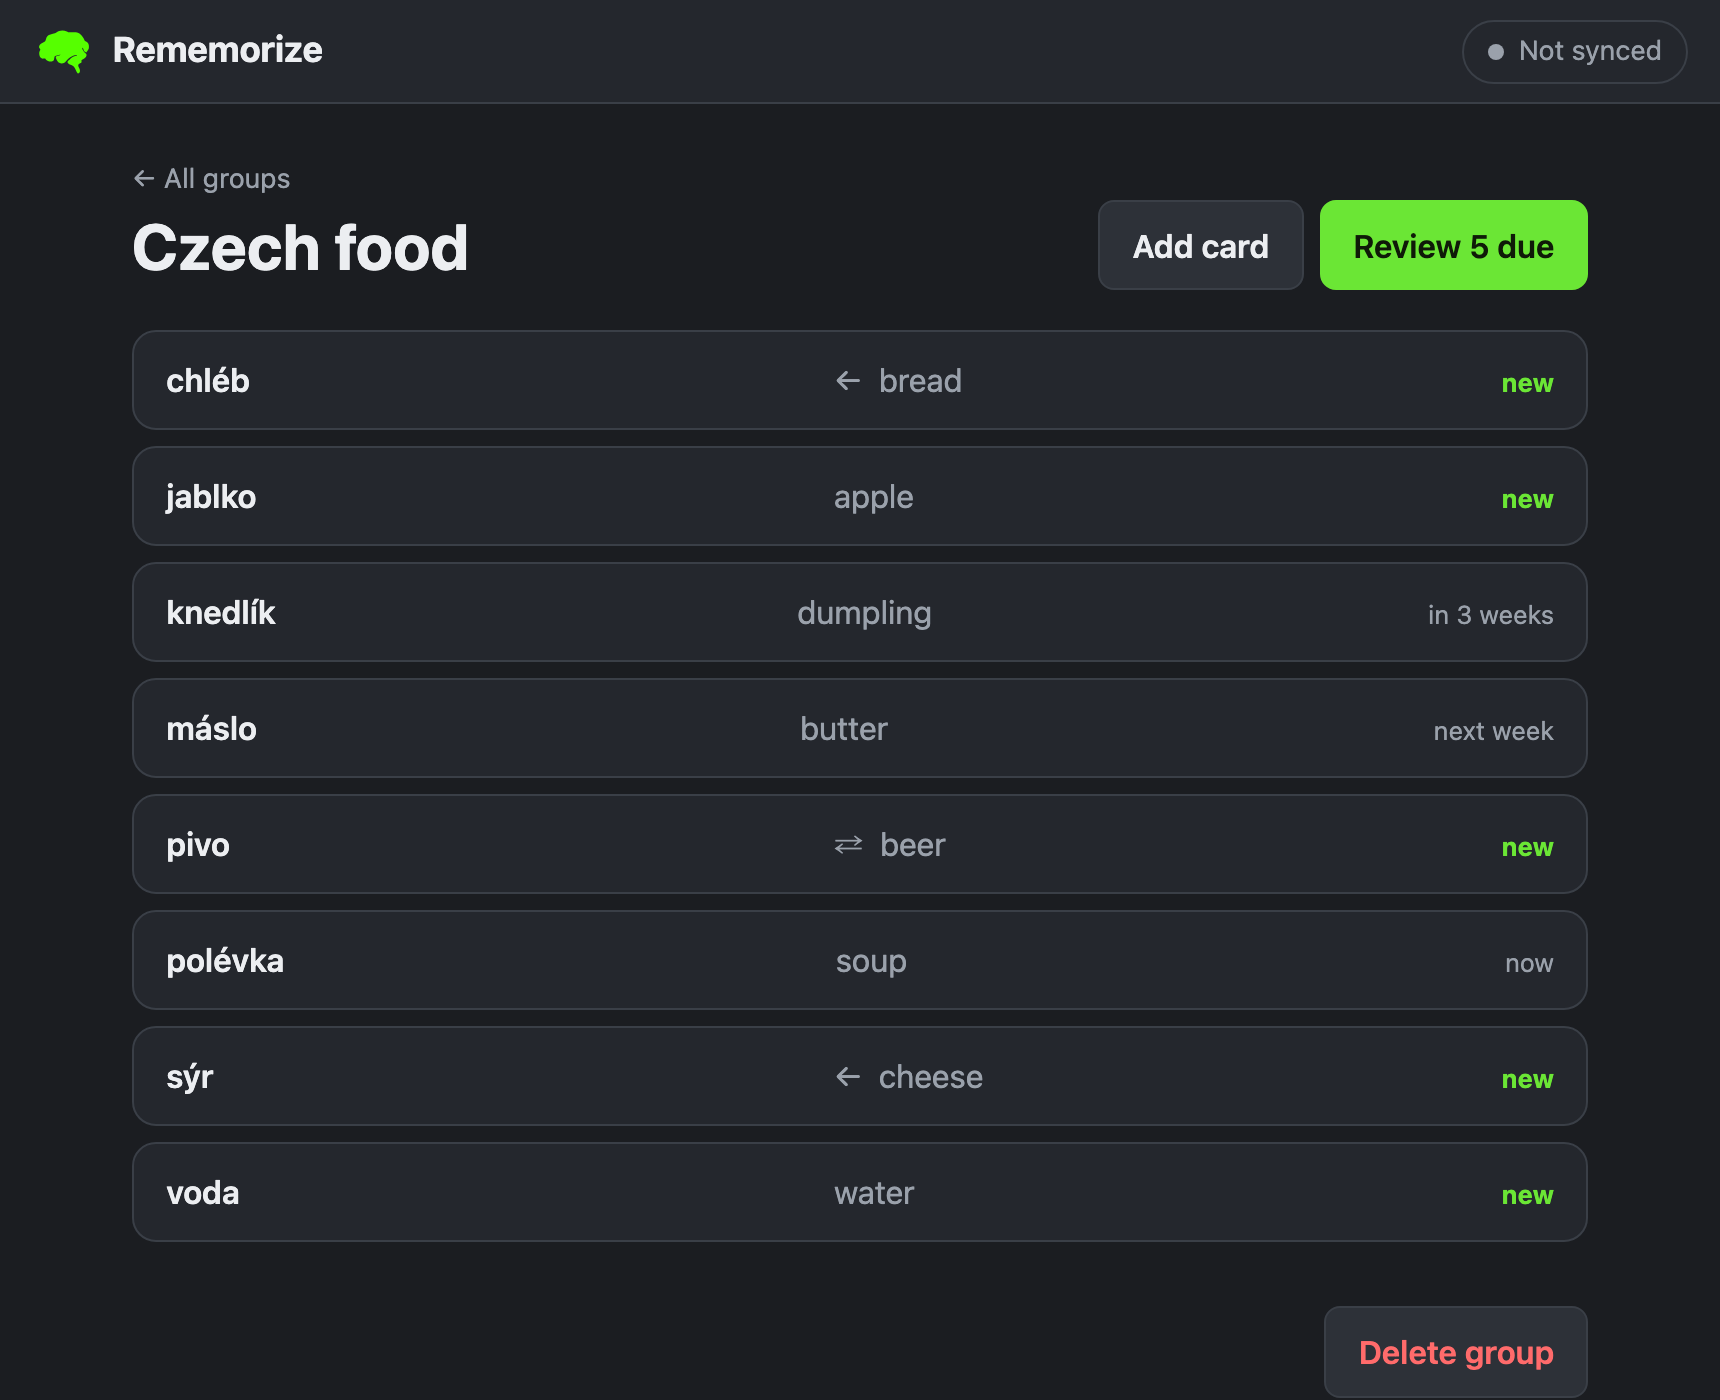 Rememorize
Not synced
← All groups
Czech food
Add card
Review 5 due
chléb ← bread new
jablko apple new
knedlík dumpling in 3 weeks
máslo butter next week
pivo ⇄ beer new
polévka soup now
sýr ← cheese new
voda water new
Delete group